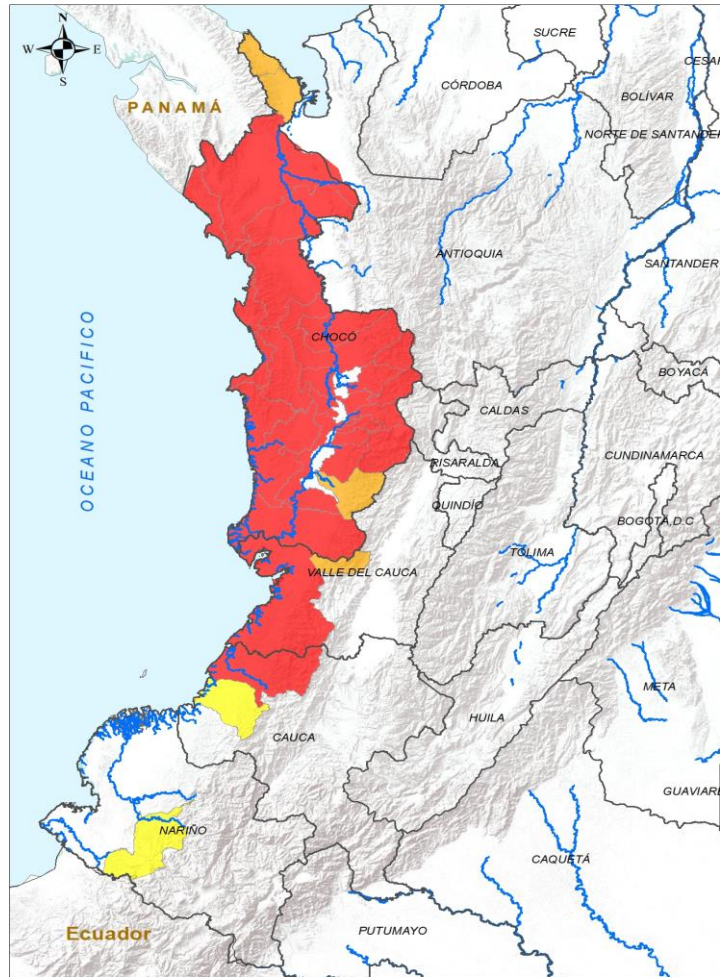 N
W E
S
SUCRE
CESAR
CÓRDOBA
BOLÍVAR
PANAMÁ
NORTE DE SANTANDER
ANTIOQUIA
SANTANDER
OCEANO PACIFICO
CHOCÓ
BOYACA
CALDAS
CUNDINAMARCA
RISARALDA
QUINDÍO
BOGOTÁ, D.C
TOLIMA
VALLE DEL CAUCA
META
HUILA
CAUCA
GUAVIARE
NARIÑO
CAQUETÁ
Ecuador
PUTUMAYO